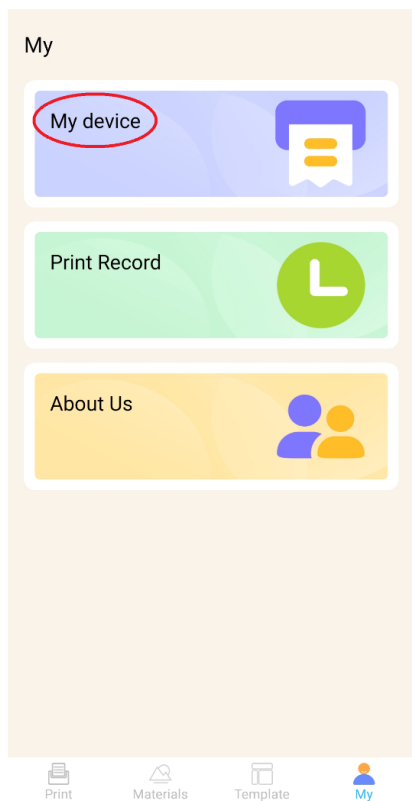 My
My device
Print Record
About Us
Print
Materials
Template
My